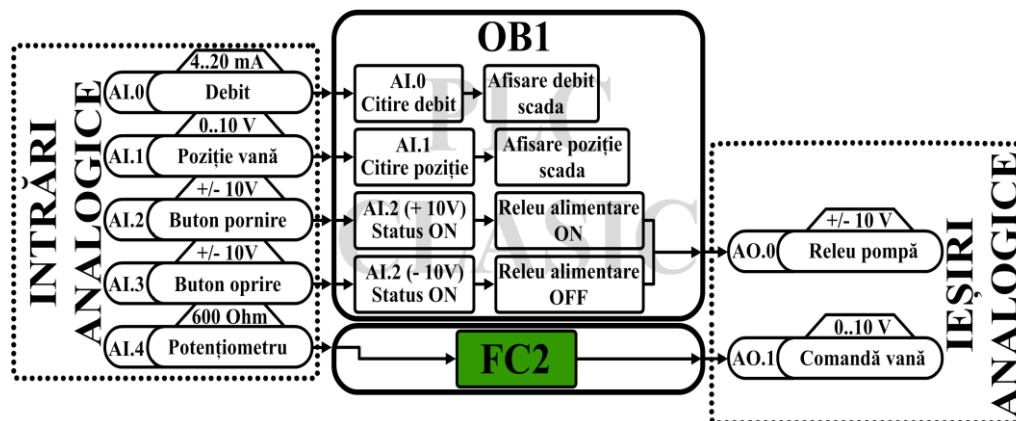 INTRĂRI
ANALOGICE
4..20 mA
AI.0
Debit
0..10 V
AI.1
Poziție vană
+/- 10V
AI.2
Buton pornire
+/- 10V
AI.3
Buton oprire
600 Ohm
AI.4
Potențiometru
OB1
PLC
CLASIC
AI.0
Citire debit
Afisare debit
scada
AI.1
Citire poziție
Afisare poziție
scada
AI.2 (+ 10V)
Status ON
Releu alimentare
ON
AI.2 (- 10V)
Status ON
Releu alimentare
OFF
FC2
+/- 10 V
AO.0
Releu pompă
0..10 V
AO.1
Comandă vană
IEȘIRI
ANALOGICE